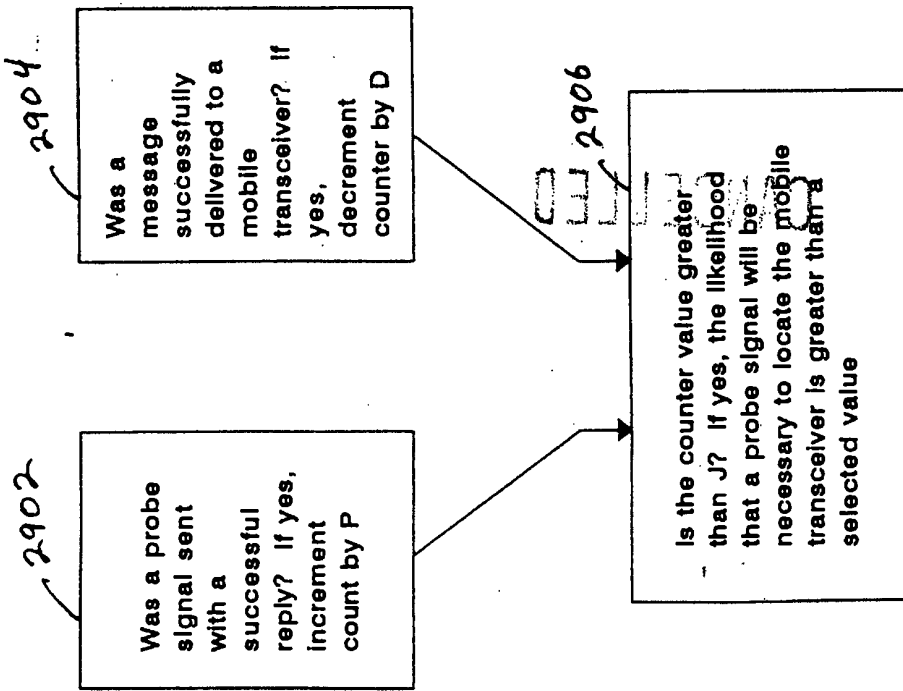 2902
Was a probe
signal sent
with a
successful
reply? If yes,
increment
count by P
2904
Was a
message
successfully
delivered to a
mobile
transceiver? If
yes,
decrement
counter by D
2906
Is the counter value greater
than J? If yes, the likelihood
that a probe signal will be
necessary to locate the mobile
transceiver is greater than a
selected value